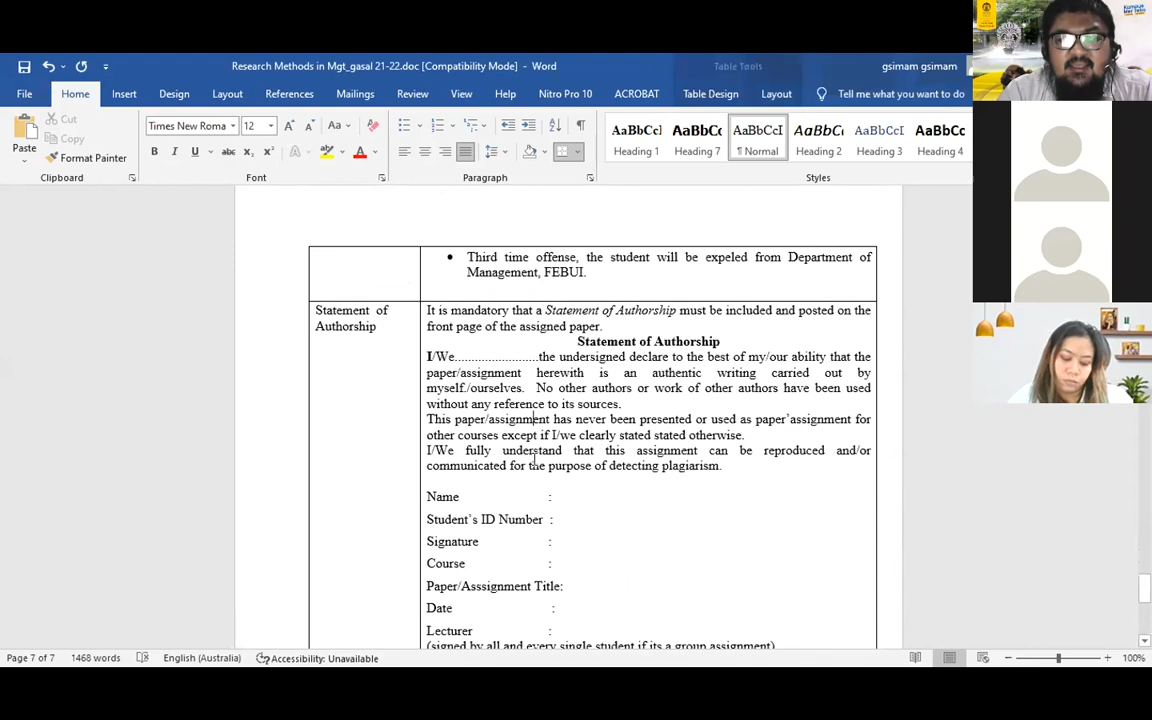 Research Methods in Mgt_gasal 21-22.doc [Compatibility Mode] - Word
Table Tools
gsimam gsimam
File Home Insert Design Layout References Mailings Review View Help Nitro Pro 10 ACROBAT Table Design Layout Tell me what you want to do
Paste
Cut
Copy
Format Painter
Clipboard
Times New Roma 12
Font
Paragraph
AaBbCcI AaBbCc AaBbCcI AaBbCcI AaBbCcI AaBbCcI
Heading 1 Heading 7 ¶ Normal Heading 2 Heading 3 Heading 4
Styles
• Third time offense, the student will be expeled from Department of
Management, FEBUI.
Statement of
Authorship
It is mandatory that a Statement of Authorship must be included and posted on the
front page of the assigned paper.
Statement of Authorship
I/We.........................the undersigned declare to the best of my/our ability that the
paper/assignment herewith is an authentic writing carried out by
myself./ourselves. No other authors or work of other authors have been used
without any reference to its sources.
This paper/assignment has never been presented or used as paper’assignment for
other courses except if I/we clearly stated stated otherwise.
I/We fully understand that this assignment can be reproduced and/or
communicated for the purpose of detecting plagiarism.
Name :
Student’s ID Number :
Signature :
Course :
Paper/Asssignment Title:
Date :
Lecturer :
(signed by all and every single student if its a group assignment)
Page 7 of 7 1468 words English (Australia) Accessibility: Unavailable 100%